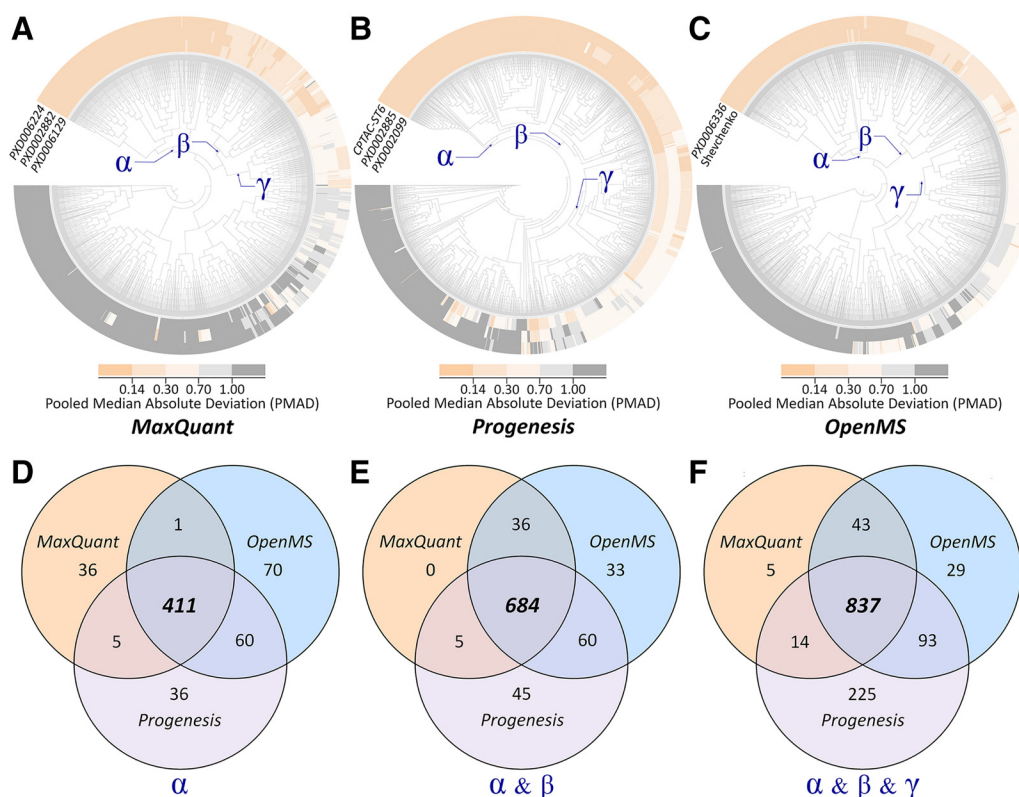 A
B
C
PXD006224
PXD002882
PXD006129
CPTAC-ST6
PXD002885
PXD002099
PXD006336
Shevchenko
α
β
γ
α
β
γ
α
β
γ
0.14 0.30 0.70 1.00
Pooled Median Absolute Deviation (PMAD)
MaxQuant
0.14 0.30 0.70 1.00
Pooled Median Absolute Deviation (PMAD)
Progenesis
0.14 0.30 0.70 1.00
Pooled Median Absolute Deviation (PMAD)
OpenMS
D
1
MaxQuant
OpenMS
36
70
411
5
60
36
Progenesis
α
E
36
MaxQuant
OpenMS
0
33
684
5
60
45
Progenesis
α & β
F
43
MaxQuant
OpenMS
5
29
837
14
93
225
Progenesis
α & β & γ